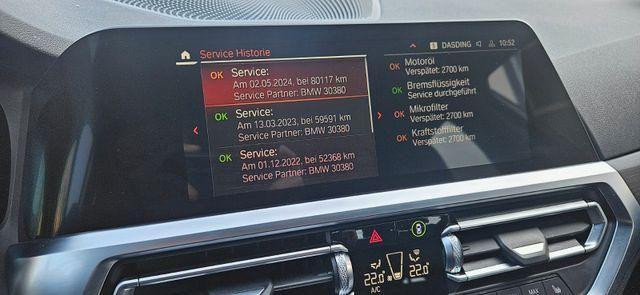 Service Historie
DASDING 10:52
OK Service:
Am 02.05.2024, bei 80117 km
Service Partner: BMW 30380
OK Service:
Am 13.03.2023, bei 59591 km
Service Partner: BMW 30380
OK Service:
Am 01.12.2022, bei 52368 km
Service Partner: BMW 30380
OK Motoröl
Verspätet: 2700 km
OK Bremsflüssigkeit
Service durchgeführt
OK Mikrofilter
Verspätet: 2700 km
OK Kraftstofffilter
Verspätet: 2700 km
22.0 22.0
A/C
MAX